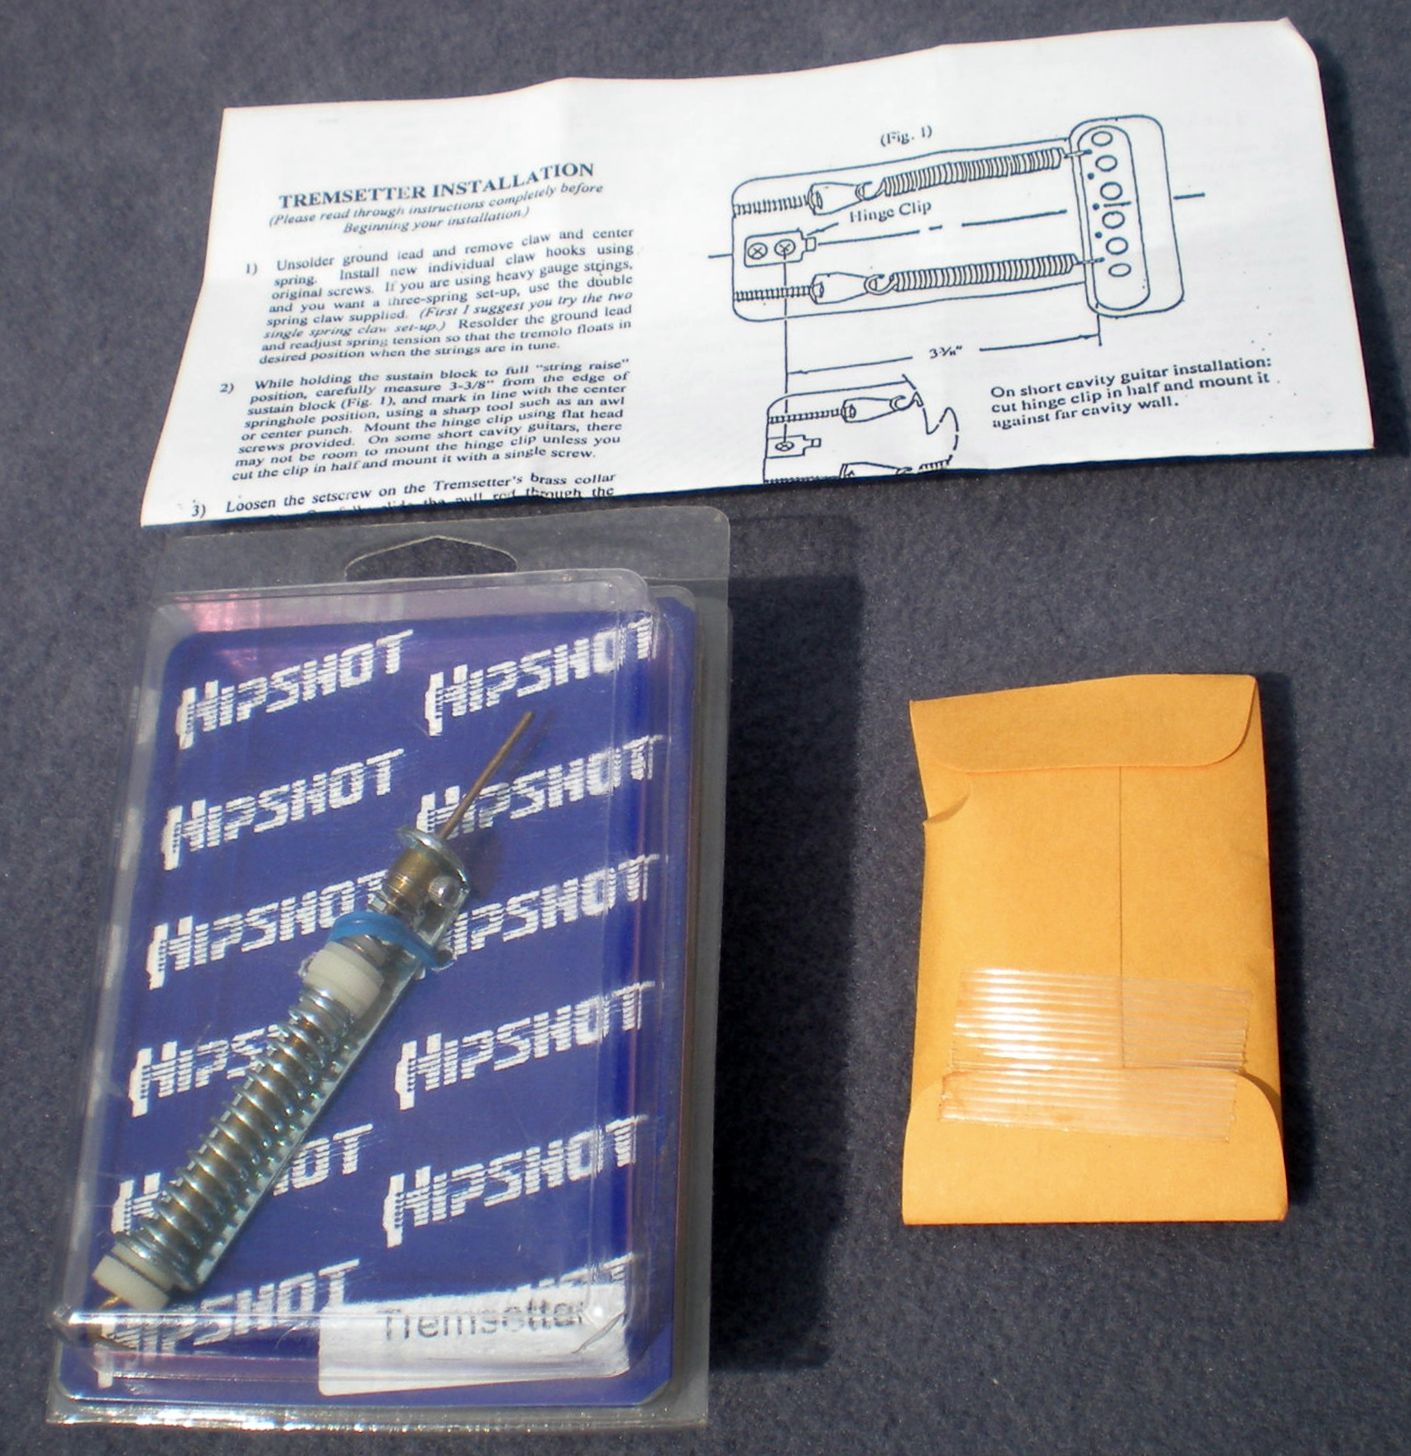 TREMSETTER INSTALLATION
(Please read through instructions completely before
Beginning your installation.)
1) Unsolder ground lead and remove claw and center
spring. Install new individual claw hooks using
original screws. If you are using heavy gauge strings,
and you want a three-spring set-up, use the double
spring claw supplied. (First I suggest you try the two
single spring claw set-up.) Resolder the ground lead
and readjust spring tension so that the tremolo floats in
desired position when the strings are in tune.
2) While holding the sustain block to full "string raise"
position, carefully measure 3-3/8" from the edge of
sustain block (Fig. 1), and mark in line with the center
springhole position, using a sharp tool such as an awl
or center punch. Mount the hinge clip using flat head
screws provided. On some short cavity guitars, there
may not be room to mount the hinge clip unless you
cut the clip in half and mount it with a single screw.
3) Loosen the setscrew on the Tremsetter's brass collar
the pull rod through the
(Fig. 1)
Hinge Clip
On short cavity guitar installation:
cut hinge clip in half and mount it
against far cavity wall.
HIPSHOT HIPSHOT
HIPSHOT HIPSHOT
HIPSHOT HIPSHOT
HIPS HIPSHOT
H OT HIPSHOT
HIPSHOT HOT
Tremsetter